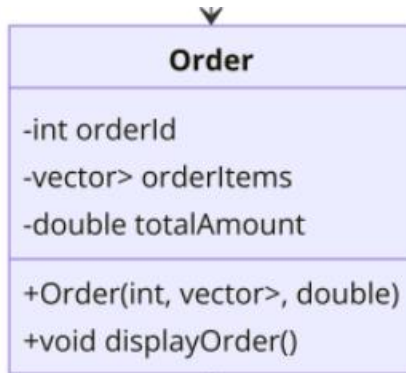 Order
-int orderId
-vector> orderItems
-double totalAmount
+Order(int, vector>, double)
+void displayOrder()